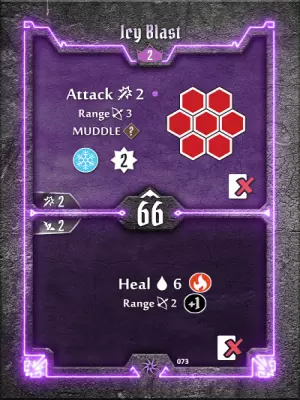 Icy Blast
2
Attack 2
Range 3
MUDDLE ?
2
2
66
2
Heal 6
Range 2 +1
073